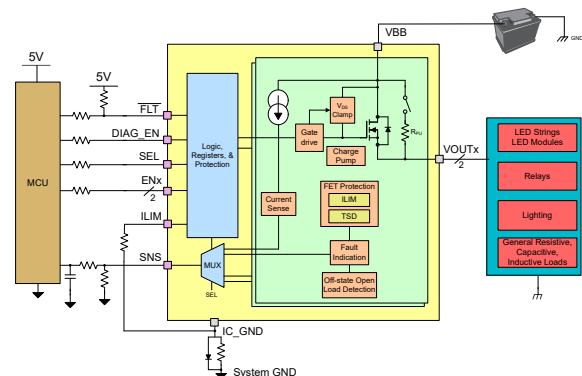 5V
5V
MCU
FLT
DIAG_EN
SEL
ENx
2
ILIM
SNS
Logic,
Registers, &
Protection
MUX
SEL
Current
Sense
Gate
drive
VDS
Clamp
Charge
Pump
RPU
FET Protection
ILIM
TSD
Fault
Indication
Off-state Open
Load Detection
VBB
GND
VOUTx
2
LED Strings
LED Modules
Relays
Lighting
General Resistive,
Capacitive,
Inductive Loads
IC_GND
System GND